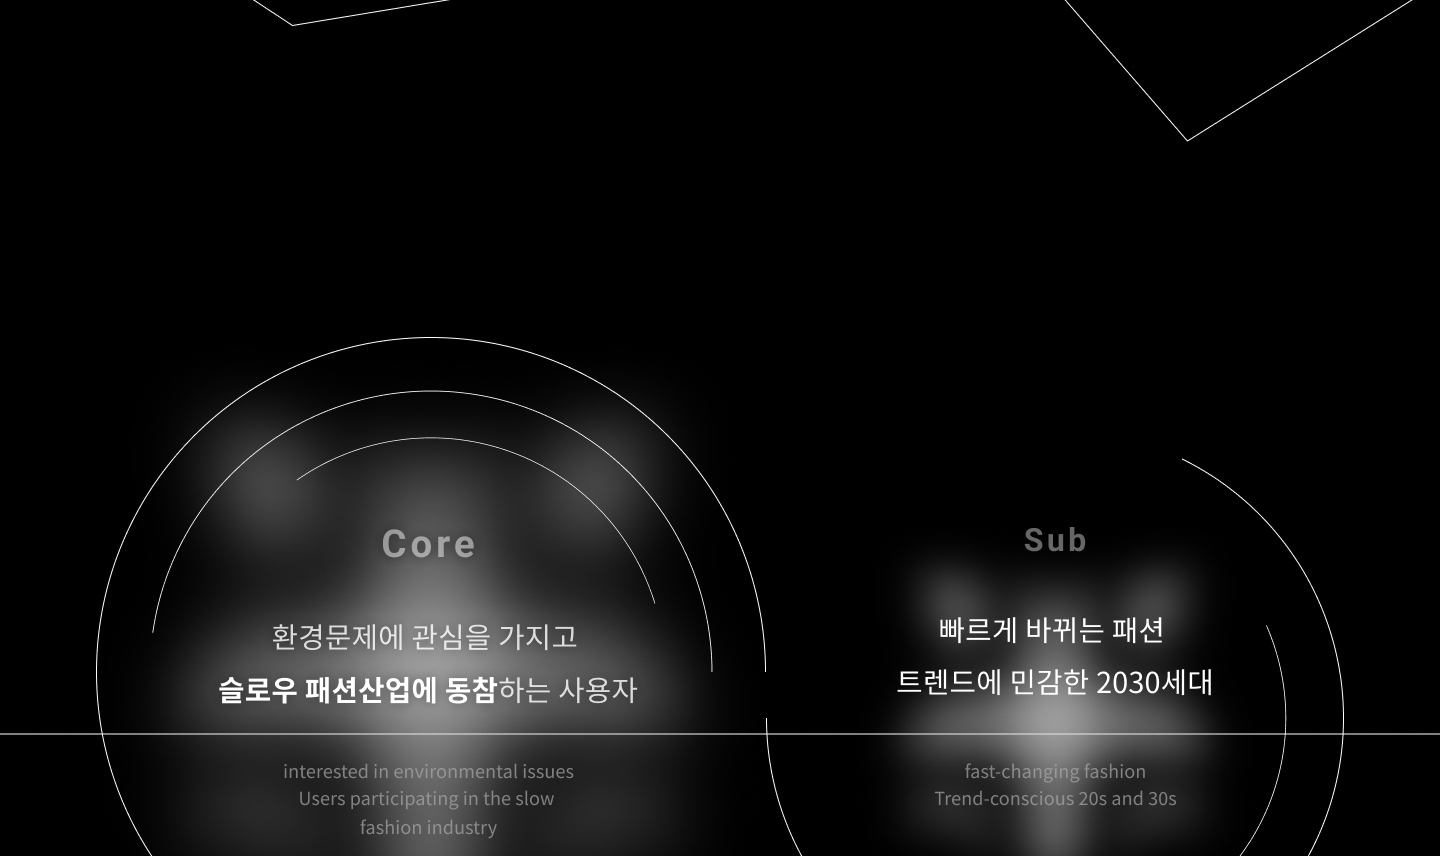 Core
환경문제에 관심을 가지고
슬로우 패션산업에 동참하는 사용자
interested in environmental issues
Users participating in the slow
fashion industry
Sub
빠르게 바뀌는 패션
트렌드에 민감한 2030세대
fast-changing fashion
Trend-conscious 20s and 30s